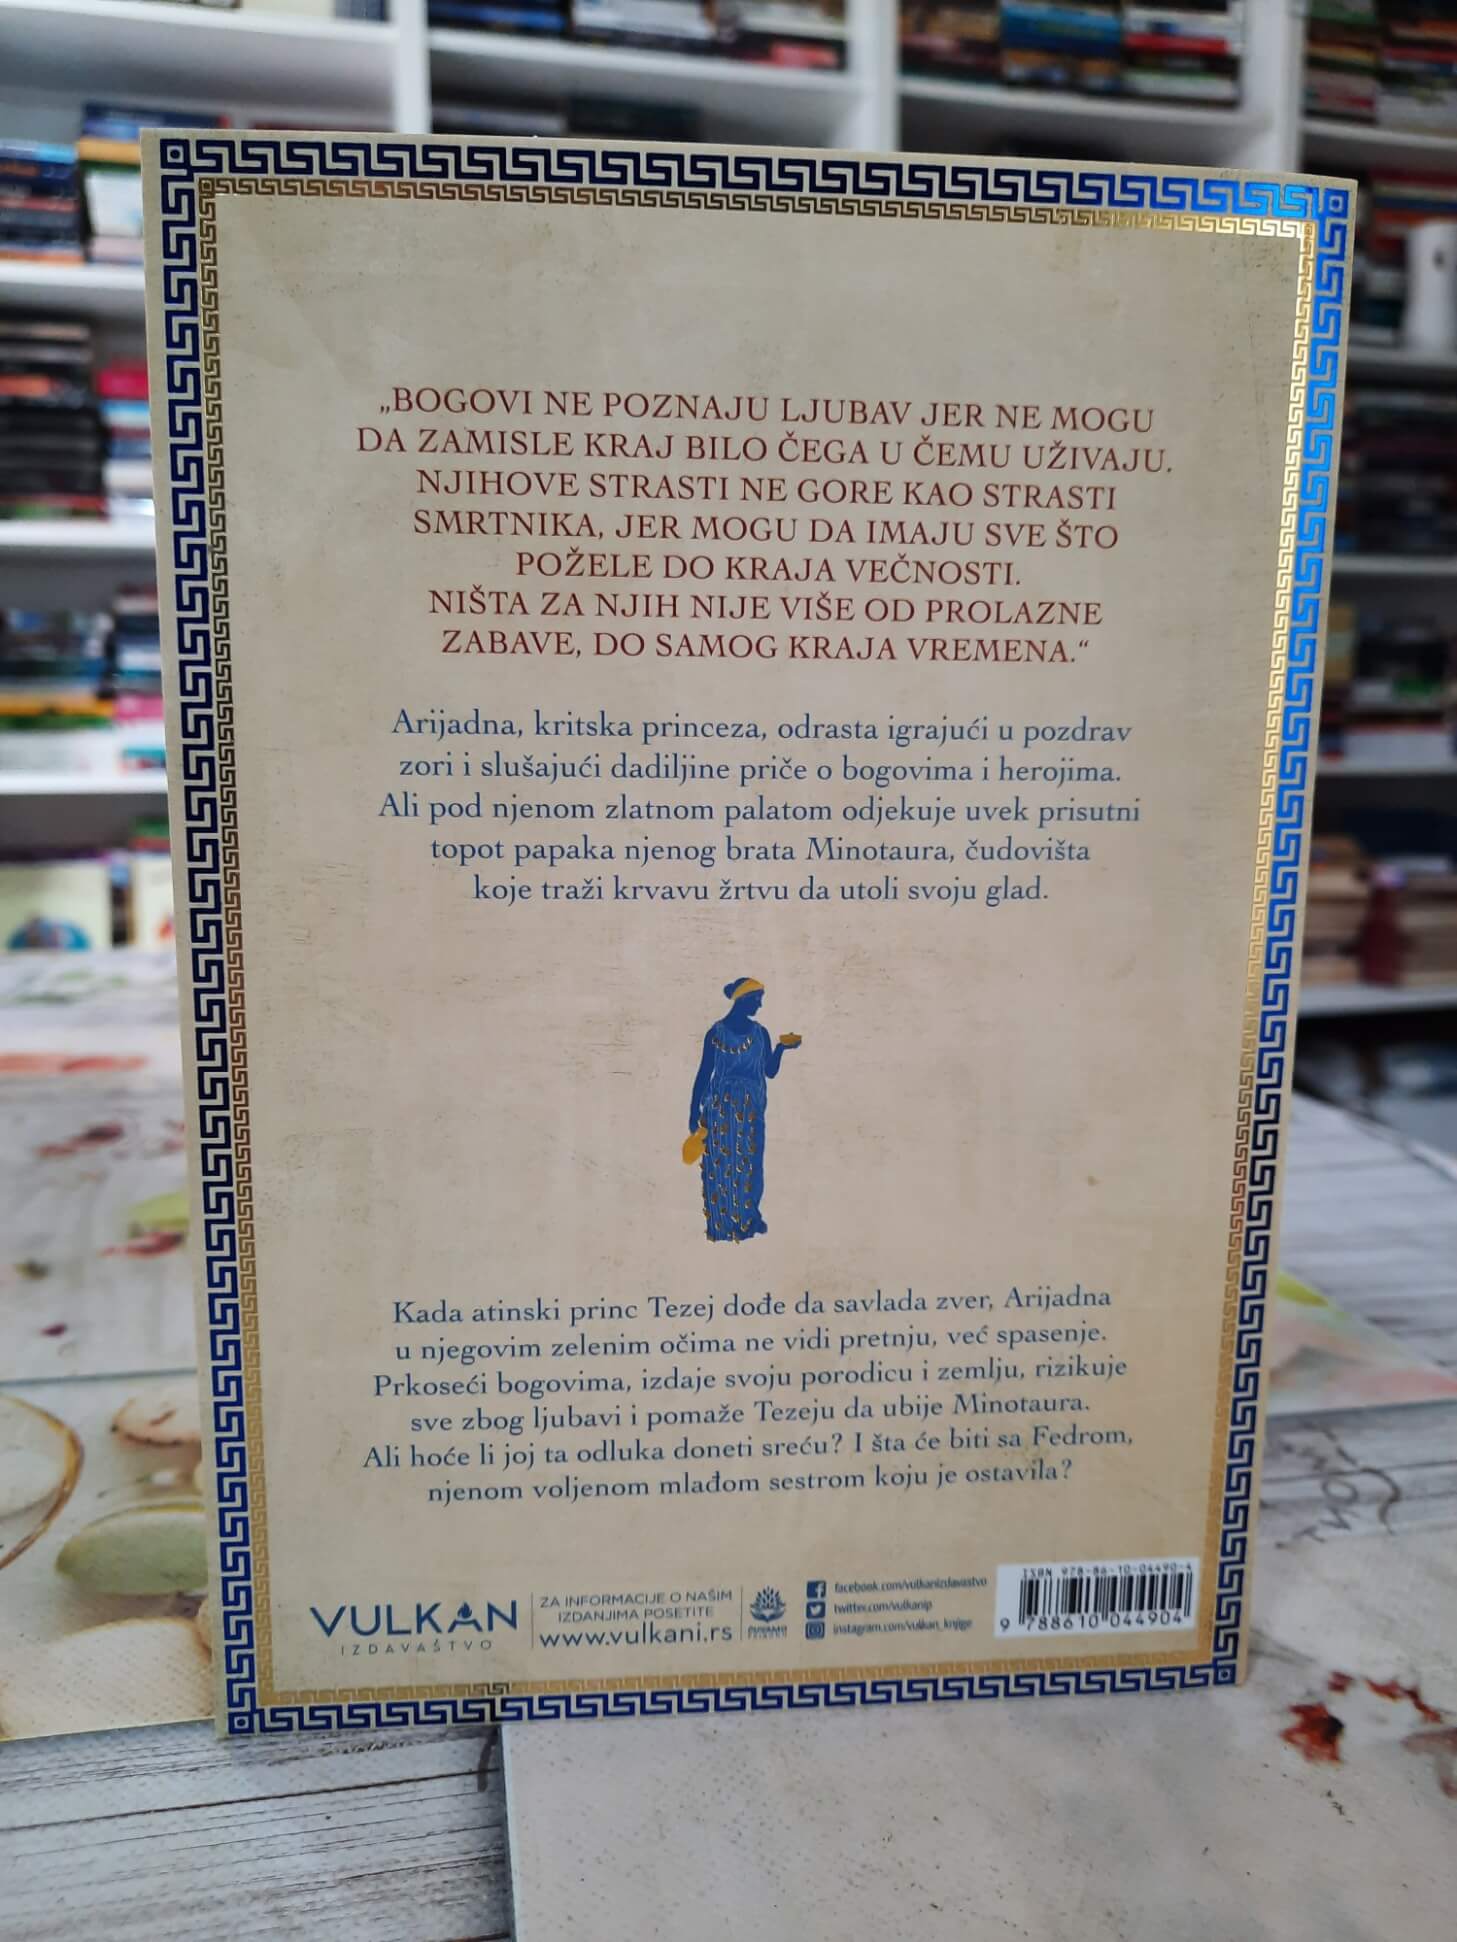 „BOGOVI NE POZNAJU LJUBAV JER NE MOGU
DA ZAMISLE KRAJ BILO ČEGA U ČEMU UŽIVAJU.
NJIHOVE STRASTI NE GORE KAO STRASTI
SMRTNIKA, JER MOGU DA IMAJU SVE ŠTO
POŽELE DO KRAJA VEČNOSTI.
NIŠTA ZA NJIH NIJE VIŠE OD PROLAZNE
ZABAVE, DO SAMOG KRAJA VREMENA.“
Arijadna, kritska princeza, odrasta igrajući u pozdrav
zori i slušajući dadiljine priče o bogovima i herojima.
Ali pod njenom zlatnom palatom odjekuje uvek prisutni
topot papaka njenog brata Minotaura, čudovišta
koje traži krvavu žrtvu da utoli svoju glad.
Kada atinski princ Tezej dođe da savlada zver, Arijadna
u njegovim zelenim očima ne vidi pretnju, već spasenje.
Prkoseći bogovima, izdaje svoju porodicu i zemlju, rizikuje
sve zbog ljubavi i pomaže Tezeju da ubije Minotaura.
Ali hoće li joj ta odluka doneti sreću? I šta će biti sa Fedrom,
njenom voljenom mlađom sestrom koju je ostavila?
VULKAN
IZDAVAŠTVO
ZA INFORMACIJE O NAŠIM
IZDANJIMA POSETITE
www.vulkani.rs
facebook.com/vulkanizdavastvo
twitter.com/vulkanip
instagram.com/vulkan_knjige
ISBN 978-86-10-04490-4
9 788610 044904